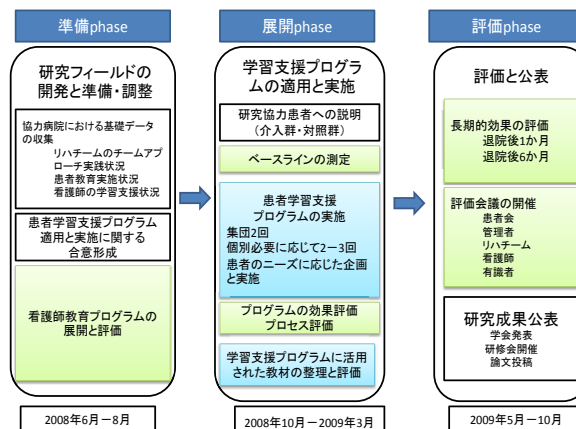 準備phase
研究フィールドの
開発と準備・調整
協力病院における基礎データ
の収集
リハチームのチームアプ
ローチ実践状況
患者教育実施状況
看護師の学習支援状況
患者学習支援プログラム
適用と実施に関する
合意形成
看護師教育プログラムの
展開と評価
2008年6月－8月
展開phase
学習支援プログラム
の適用と実施
研究協力患者への説明
（介入群・対照群）
ベースラインの測定
患者学習支援
プログラムの実施
集団2回
個別必要に応じて2－3回
患者のニーズに応じた企画
と実施
プログラムの効果評価
プロセス評価
学習支援プログラムに活用
された教材の整理と評価
2008年10月－2009年3月
評価phase
評価と公表
長期的効果の評価
退院後1か月
退院後6か月
評価会議の開催
患者会
管理者
リハチーム
看護師
有識者
研究成果公表
学会発表
研修会開催
論文投稿
2009年5月－10月